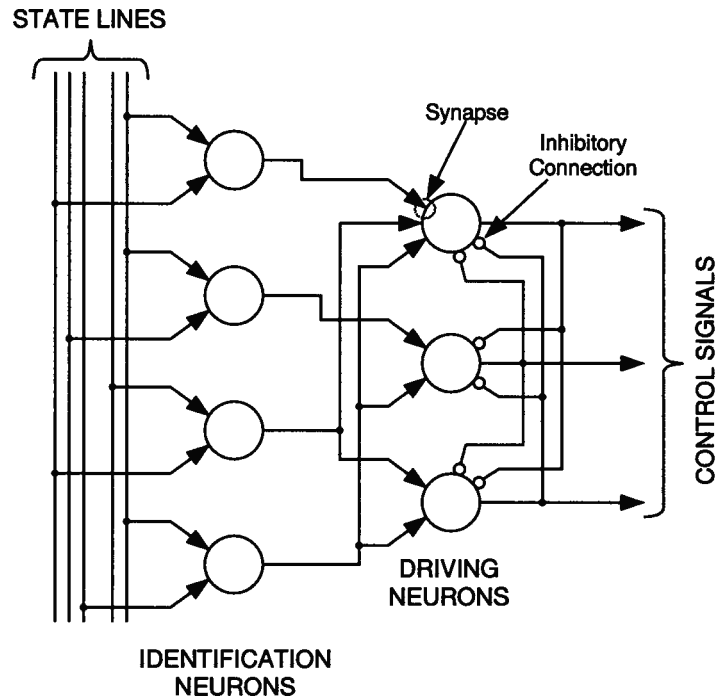 STATE LINES
Synapse
Inhibitory
Connection
CONTROL SIGNALS
DRIVING
NEURONS
IDENTIFICATION
NEURONS